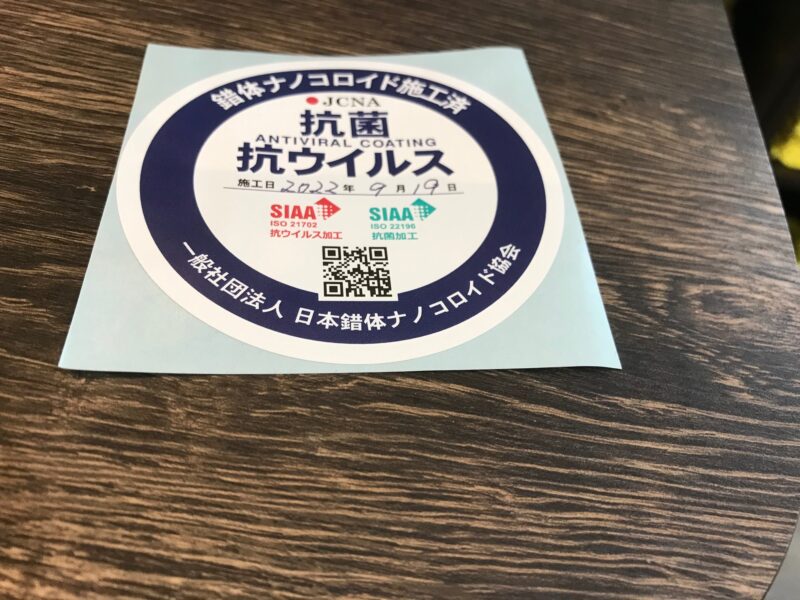 錯体ナノコロイド施工済
JCNA
抗菌
ANTIVIRAL COATING
抗ウイルス
施工日 2022年 9月19日
SIAA SIAA
ISO 21702 ISO 22196
抗ウイルス加工 抗菌加工
一般社団法人 日本錯体ナノコロイド協会